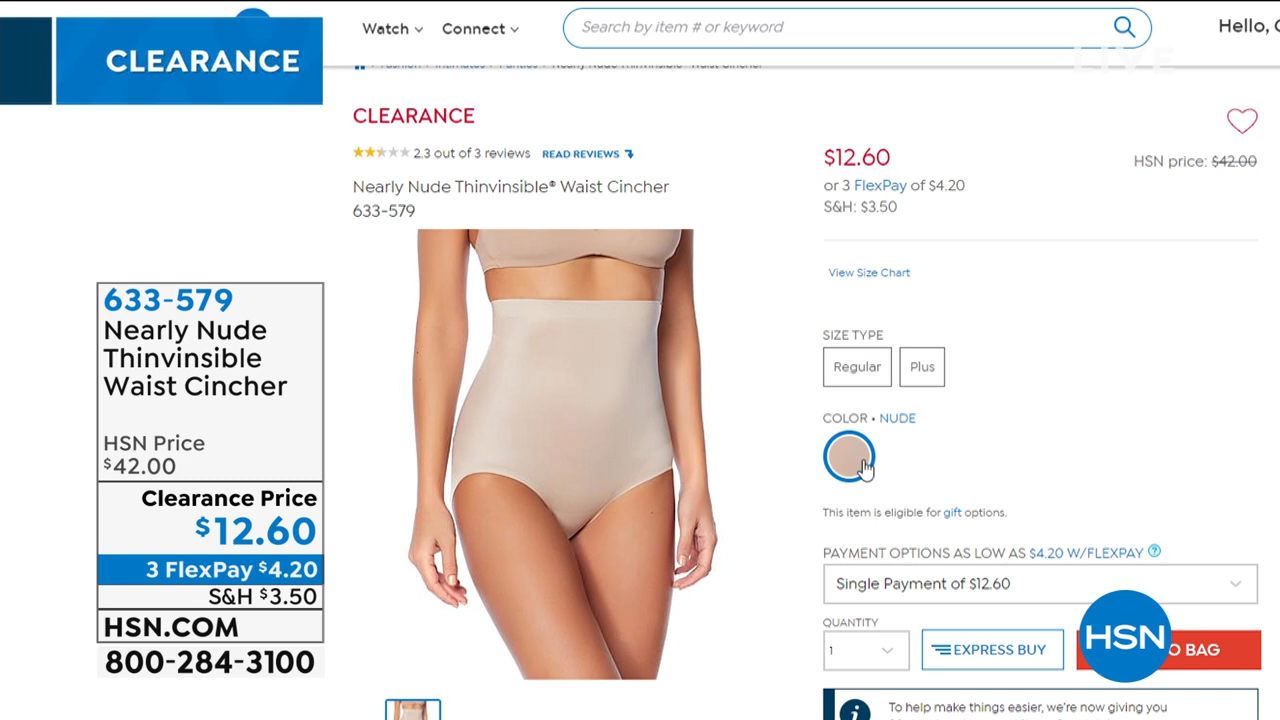 CLEARANCE
Watch
Connect
Search by item # or keyword
Hello,
LIVE
CLEARANCE
2.3 out of 3 reviews
READ REVIEWS
Nearly Nude Thinvinsible® Waist Cincher
633-579
$12.60
HSN price: $42.00
or 3 FlexPay of $4.20
S&H: $3.50
View Size Chart
SIZE TYPE
Regular
Plus
COLOR • NUDE
This item is eligible for gift options.
PAYMENT OPTIONS AS LOW AS $4.20 W/FLEXPAY ?
Single Payment of $12.60
QUANTITY
1
EXPRESS BUY
HSN
O BAG
To help make things easier, we're now giving you
633-579
Nearly Nude
Thinvinsible
Waist Cincher
HSN Price
$42.00
Clearance Price
$12.60
3 FlexPay $4.20
S&H $3.50
HSN.COM
800-284-3100